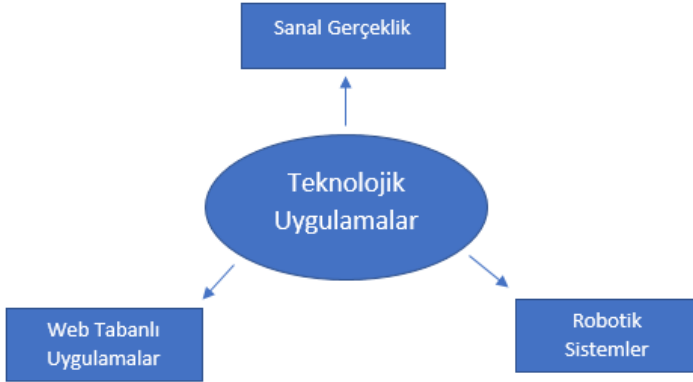 Sanal Gerçeklik
Teknolojik
Uygulamalar
Web Tabanlı
Uygulamalar
Robotik
Sistemler